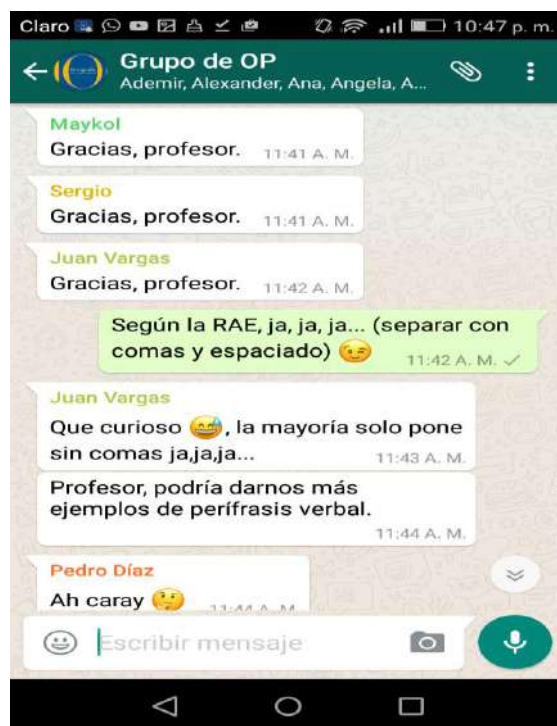 Claro 10:47 p. m.
Grupo de OP
Ademir, Alexander, Ana, Angela, A...
Maykol
Gracias, profesor. 11:41 A. M.
Sergio
Gracias, profesor. 11:41 A. M.
Juan Vargas
Gracias, profesor. 11:42 A. M.
Según la RAE, ja, ja, ja... (separar con
comas y espaciado) 😉 11:42 A. M.
Juan Vargas
Que curioso 😅, la mayoría solo pone
sin comas ja,ja,ja... 11:43 A. M.
Profesor, podría darnos más
ejemplos de perífrasis verbal.
11:44 A. M.
Pedro Díaz
Ah caray 🤔 11:44 A. M.
Escribir mensaje